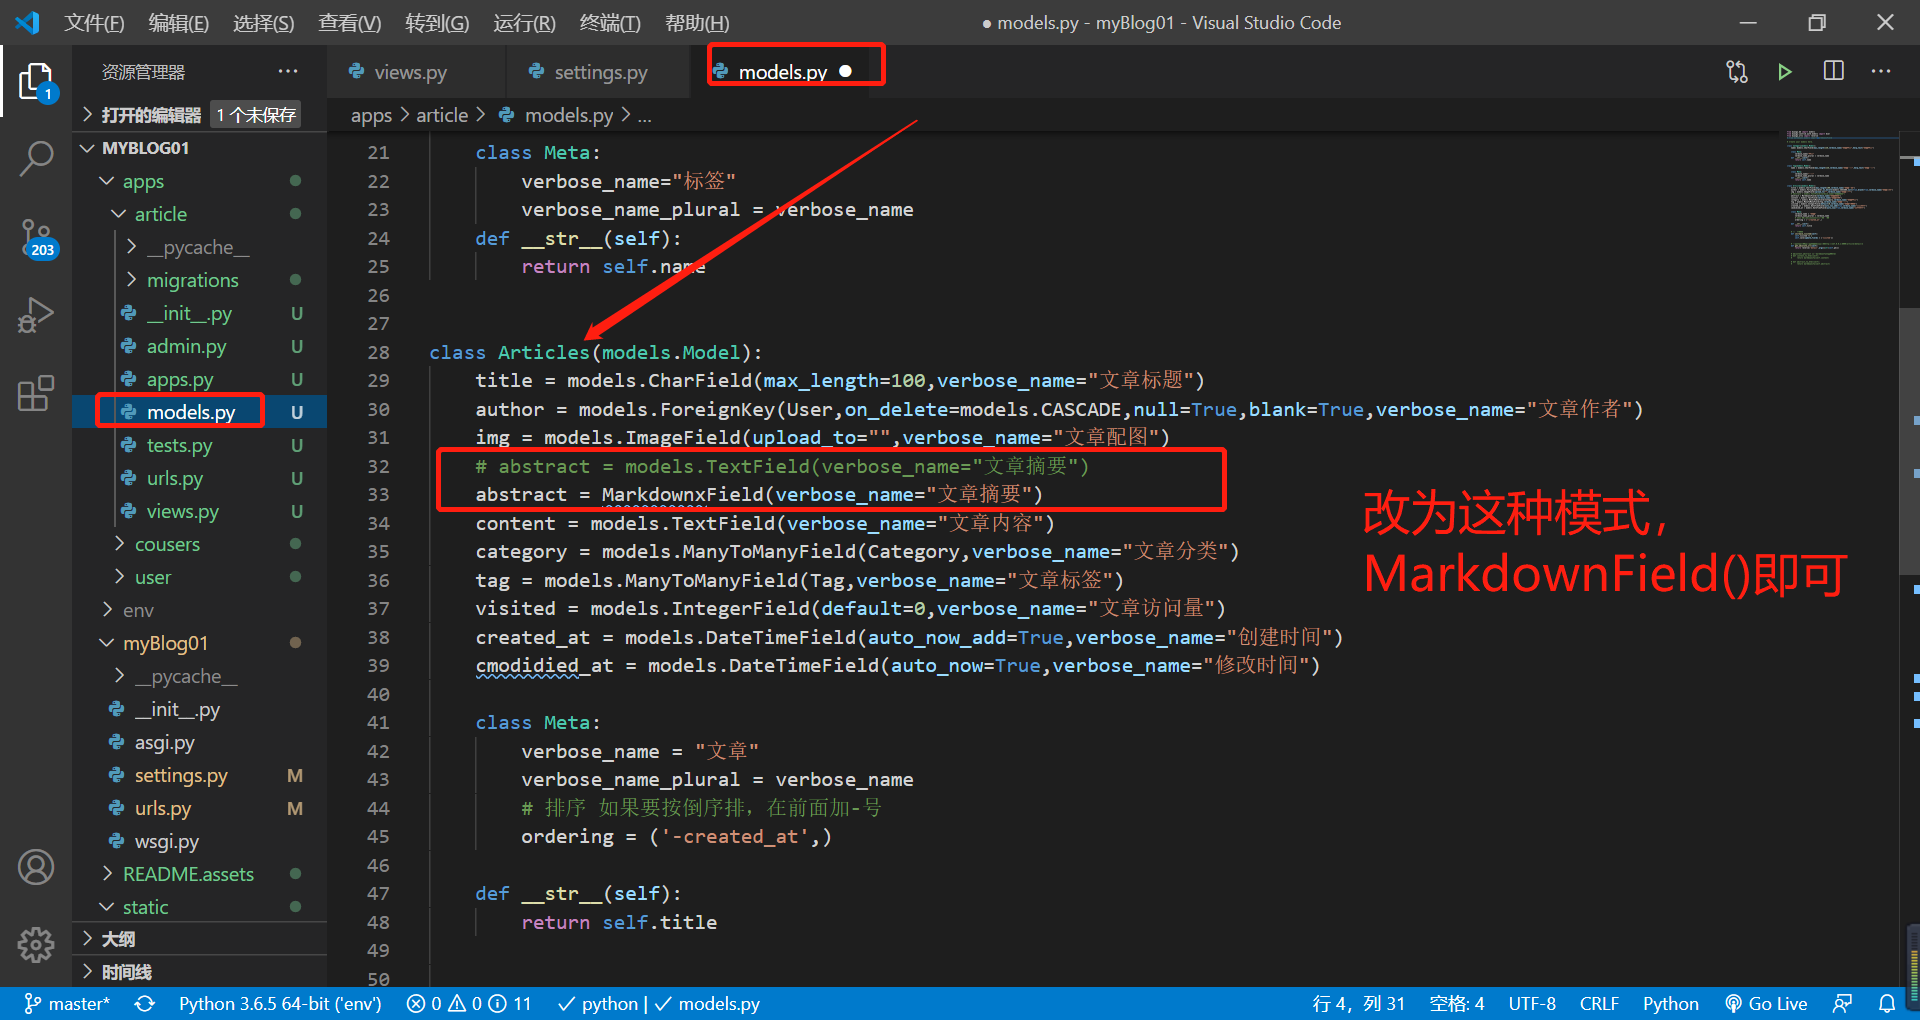 文件(F) 编辑(E) 选择(S) 查看(V) 转到(G) 运行(R) 终端(T) 帮助(H) ● models.py - myBlog01 - Visual Studio Code
资源管理器 ···
views.py settings.py models.py ●
打开的编辑器 1 个未保存
apps > article > models.py > ...
MYBLOG01
apps
article
__pycache__
migrations
__init__.py U
admin.py U
apps.py U
models.py U
tests.py U
urls.py U
views.py U
cousers
user
env
myBlog01
__pycache__
__init__.py
asgi.py
settings.py M
urls.py M
wsgi.py
README.assets
static
大纲
时间线
1
203
21 class Meta:
22 verbose_name="标签"
23 verbose_name_plural = verbose_name
24 def __str__(self):
25 return self.name
26
27
28 class Articles(models.Model):
29 title = models.CharField(max_length=100,verbose_name="文章标题")
30 author = models.ForeignKey(User,on_delete=models.CASCADE,null=True,blank=True,verbose_name="文章作者")
31 img = models.ImageField(upload_to="",verbose_name="文章配图")
32 # abstract = models.TextField(verbose_name="文章摘要")
33 abstract = MarkdownxField(verbose_name="文章摘要")
34 content = models.TextField(verbose_name="文章内容")
35 category = models.ManyToManyField(Category,verbose_name="文章分类")
36 tag = models.ManyToManyField(Tag,verbose_name="文章标签")
37 visited = models.IntegerField(default=0,verbose_name="文章访问量")
38 created_at = models.DateTimeField(auto_now_add=True,verbose_name="创建时间")
39 cmodidied_at = models.DateTimeField(auto_now=True,verbose_name="修改时间")
40
41 class Meta:
42 verbose_name = "文章"
43 verbose_name_plural = verbose_name
44 # 排序 如果要按倒序排，在前面加-号
45 ordering = ('-created_at',)
46
47 def __str__(self):
48 return self.title
49
50
改为这种模式，
MarkdownField()即可
master* Python 3.6.5 64-bit ('env') 0 0 11 ✓ python | ✓ models.py 行 4，列 31 空格: 4 UTF-8 CRLF Python Go Live